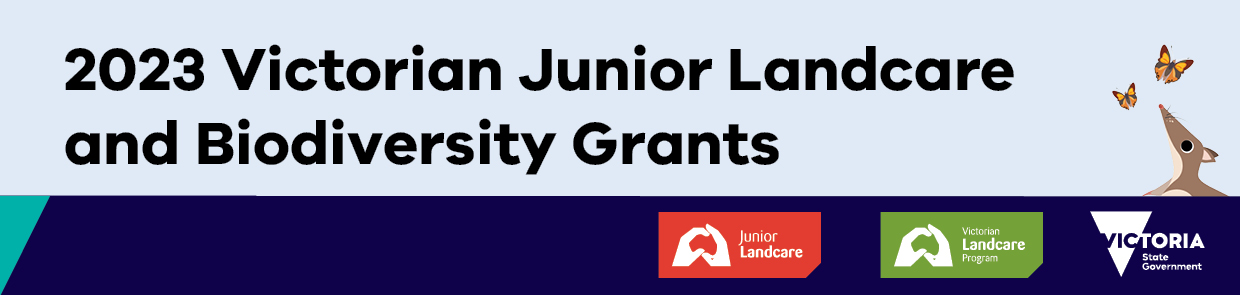 2023 Victorian Junior Landcare
and Biodiversity Grants
Junior
Landcare
Victorian
Landcare
Program
VICTORIA
State
Government